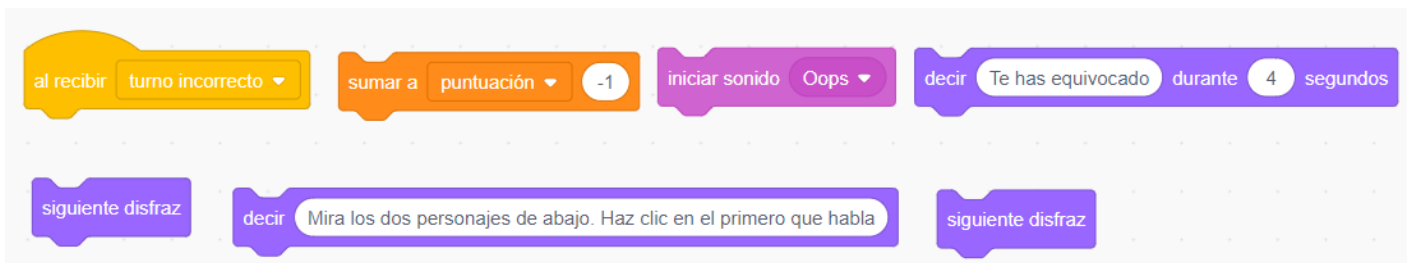 al recibir turno incorrecto
sumar a puntuación -1
iniciar sonido Oops
decir Te has equivocado durante 4 segundos
siguiente disfraz
decir Mira los dos personajes de abajo. Haz clic en el primero que habla
siguiente disfraz